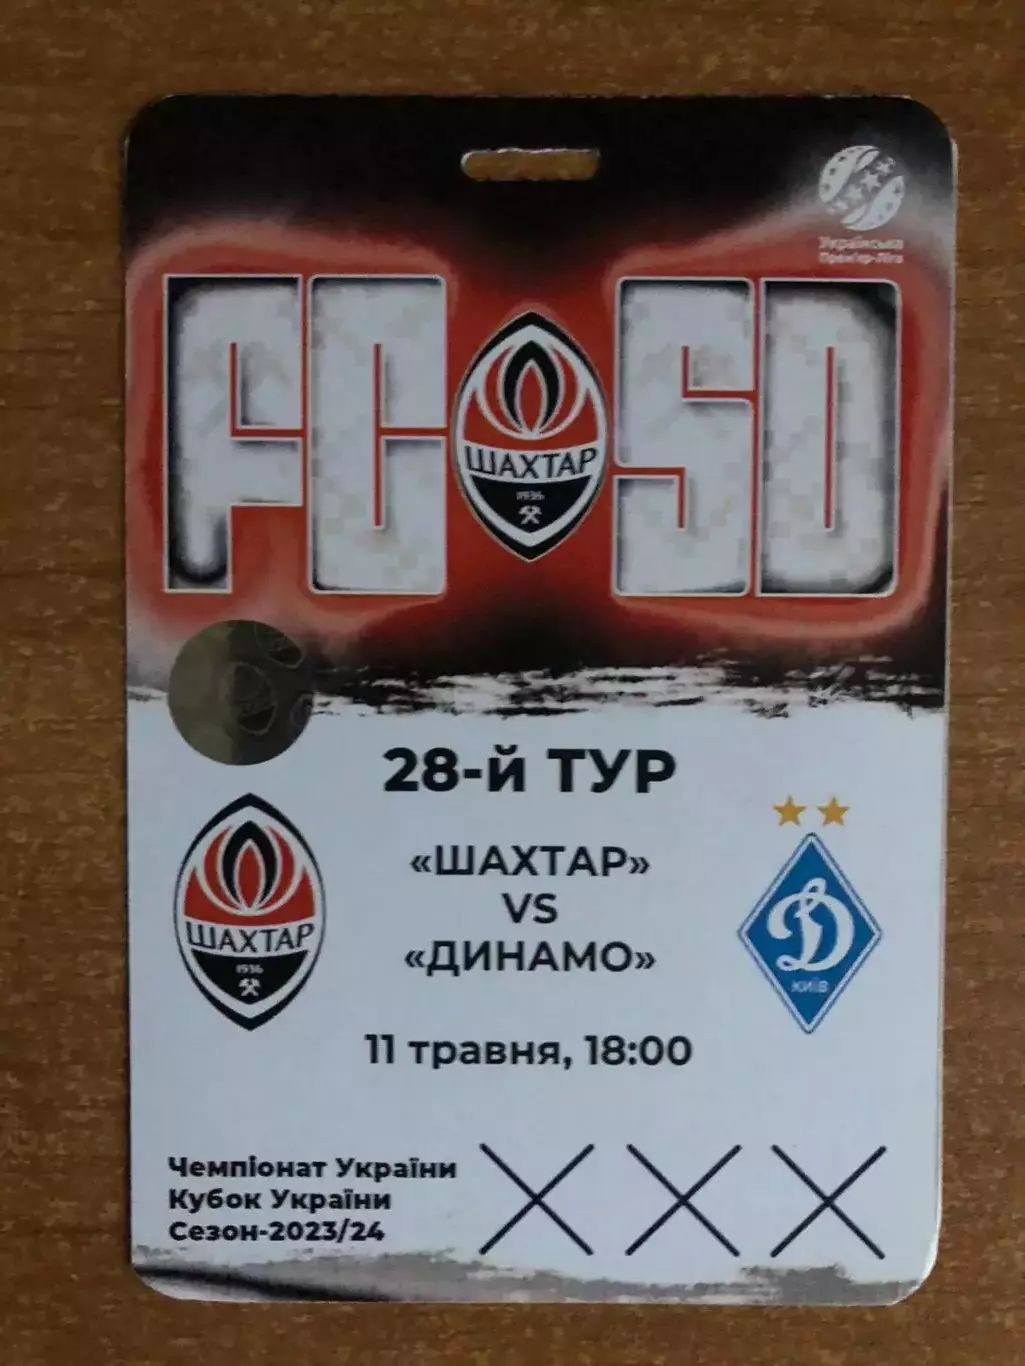 Українська
Прем'єр-Ліга
FC SD
ШАХТАР
1936
28-й ТУР
«ШАХТАР»
VS
«ДИНАМО»
ШАХТАР
1936
Д
КИЇВ
11 травня, 18:00
Чемпіонат України
Кубок України
Сезон-2023/24